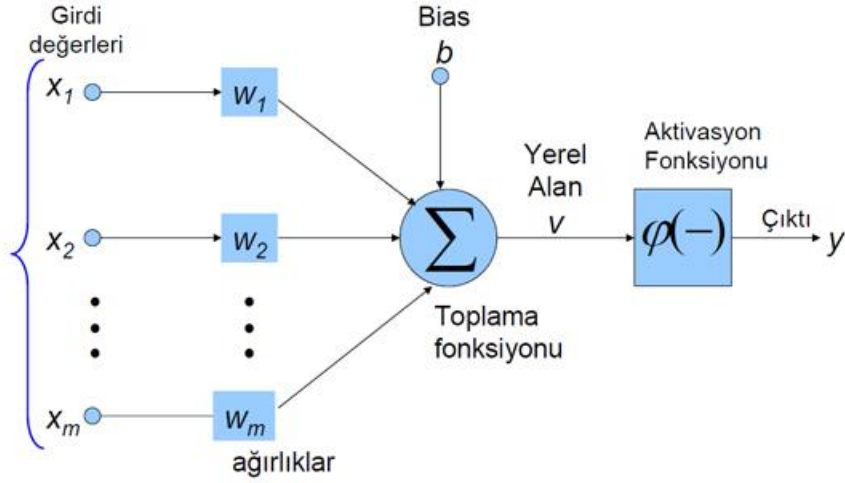 Girdi
değerleri
Bias
b
x1
w1
Aktivasyon
Fonksiyonu
Yerel
Alan
v
x2
w2
∑
φ(−)
Çıktı
y
Toplama
fonksiyonu
xm
wm
ağırlıklar